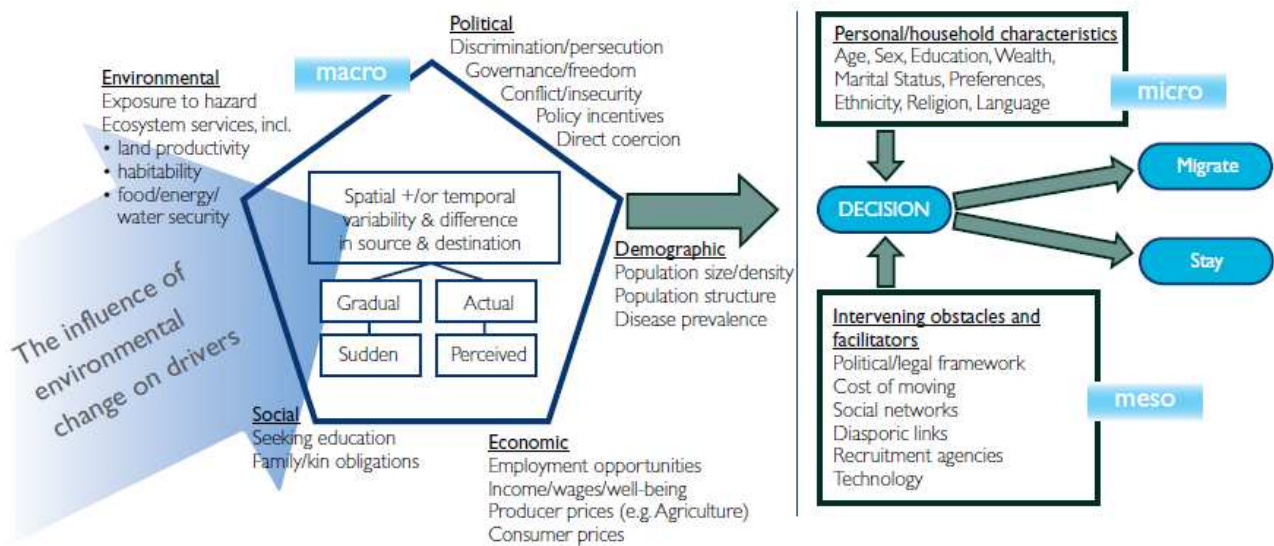 Political
Discrimination/persecution
Governance/freedom
Conflict/insecurity
Policy incentives
Direct coercion
macro
Environmental
Exposure to hazard
Ecosystem services, incl.
• land productivity
• habitability
• food/energy/
water security
Spatial +/or temporal
variability & difference
in source & destination
Gradual
Actual
Sudden
Perceived
The influence of
environmental
change on drivers
Demographic
Population size/density
Population structure
Disease prevalence
Social
Seeking education
Family/kin obligations
Economic
Employment opportunities
Income/wages/well-being
Producer prices (e.g. Agriculture)
Consumer prices
Personal/household characteristics
Age, Sex, Education, Wealth,
Marital Status, Preferences,
Ethnicity, Religion, Language
micro
DECISION
Migrate
Stay
Intervening obstacles and
facilitators
Political/legal framework
Cost of moving
Social networks
Diasporic links
Recruitment agencies
Technology
meso